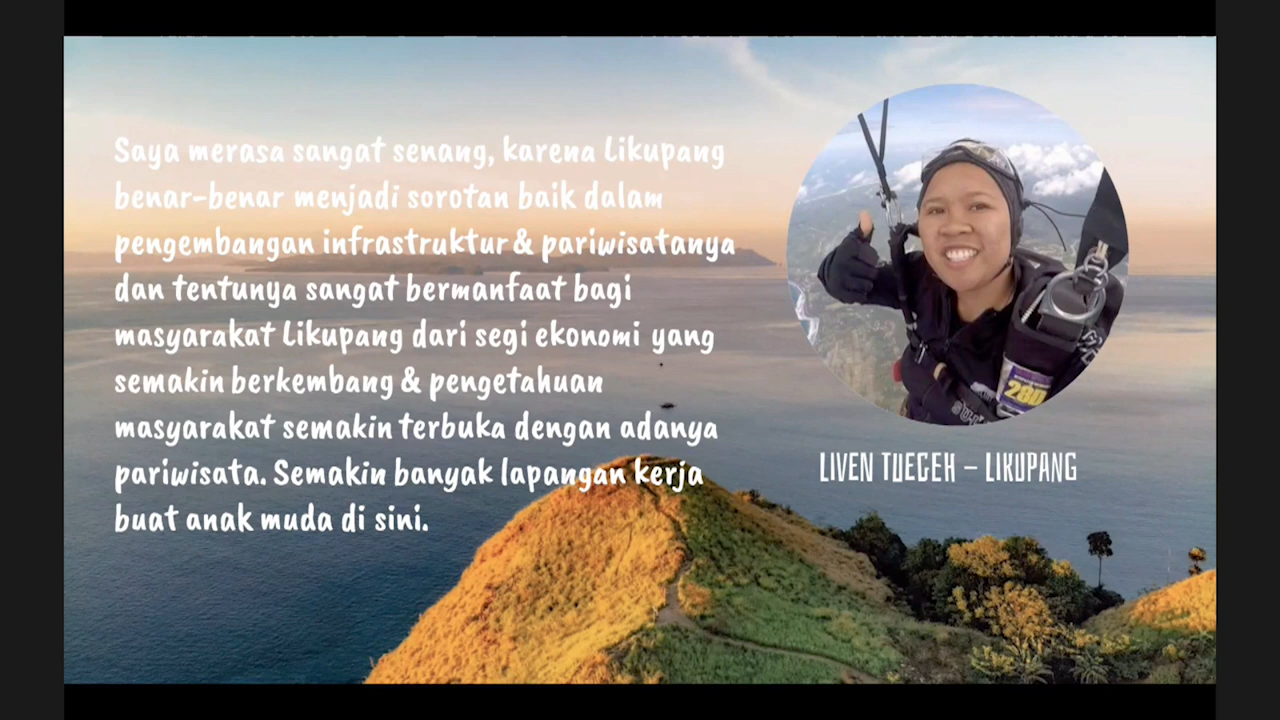 Saya merasa sangat senang, karena Likupang
benar-benar menjadi sorotan baik dalam
pengembangan infrastruktur & pariwisatanya
dan tentunya sangat bermanfaat bagi
masyarakat Likupang dari segi ekonomi yang
semakin berkembang & pengetahuan
masyarakat semakin terbuka dengan adanya
pariwisata. Semakin banyak lapangan kerja
buat anak muda di sini.
280
LIVEN TUEGEH – LIKUPANG